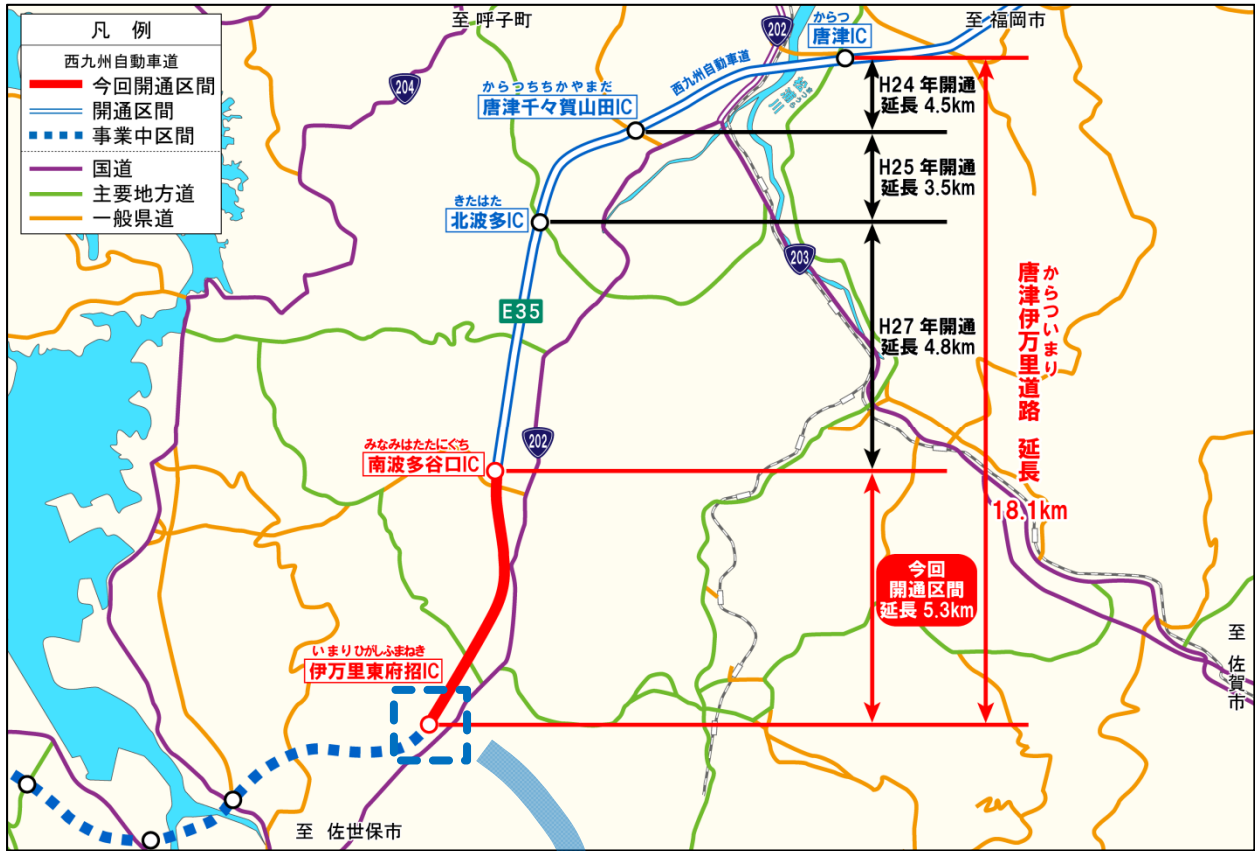 凡 例
西九州自動車道
今回開通区間
開通区間
事業中区間
国道
主要地方道
一般県道
至 呼子町
至 福岡市
204
202
からつ
唐津IC
西九州自動車道
からつちちかやまだ
唐津千々賀山田IC
きたはた
北波多IC
E35
203
202
みなみはたたにぐち
南波多谷口IC
いまりひがしふまねき
伊万里東府招IC
H24 年開通
延長 4.5km
H25 年開通
延長 3.5km
H27 年開通
延長 4.8km
今回
開通区間
延長 5.3km
からついまり
唐津伊万里道路 延長
18.1km
至 佐賀市
至 佐世保市